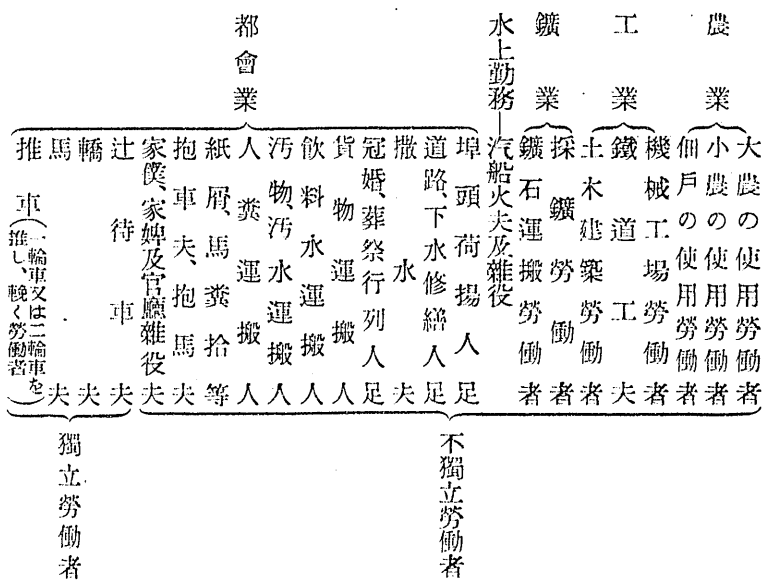 農業
大農の使用勞働者
小農の使用勞働者
佃戶の使用勞働者
工業
機械工場勞働者
鐵道工夫
土木建築勞働者
鑛業
採鑛勞働者
鑛石運搬勞働者
水上勤務―汽船火夫及雜役
都會業
埠頭荷揚人足
道路、下水修繕人足
撒水夫
冠婚、葬祭行列人足
貨物運搬人
飮料水運搬人
汚物、汚水運搬人
人糞運搬人
紙屑、馬糞拾等
抱車夫、抱馬夫
家僕、家婢及官廳雜役夫
辻待車夫
轎夫
馬夫
推車(一輪車又は二輪車を推し、輓く勞働者)
不獨立勞働者
獨立勞働者